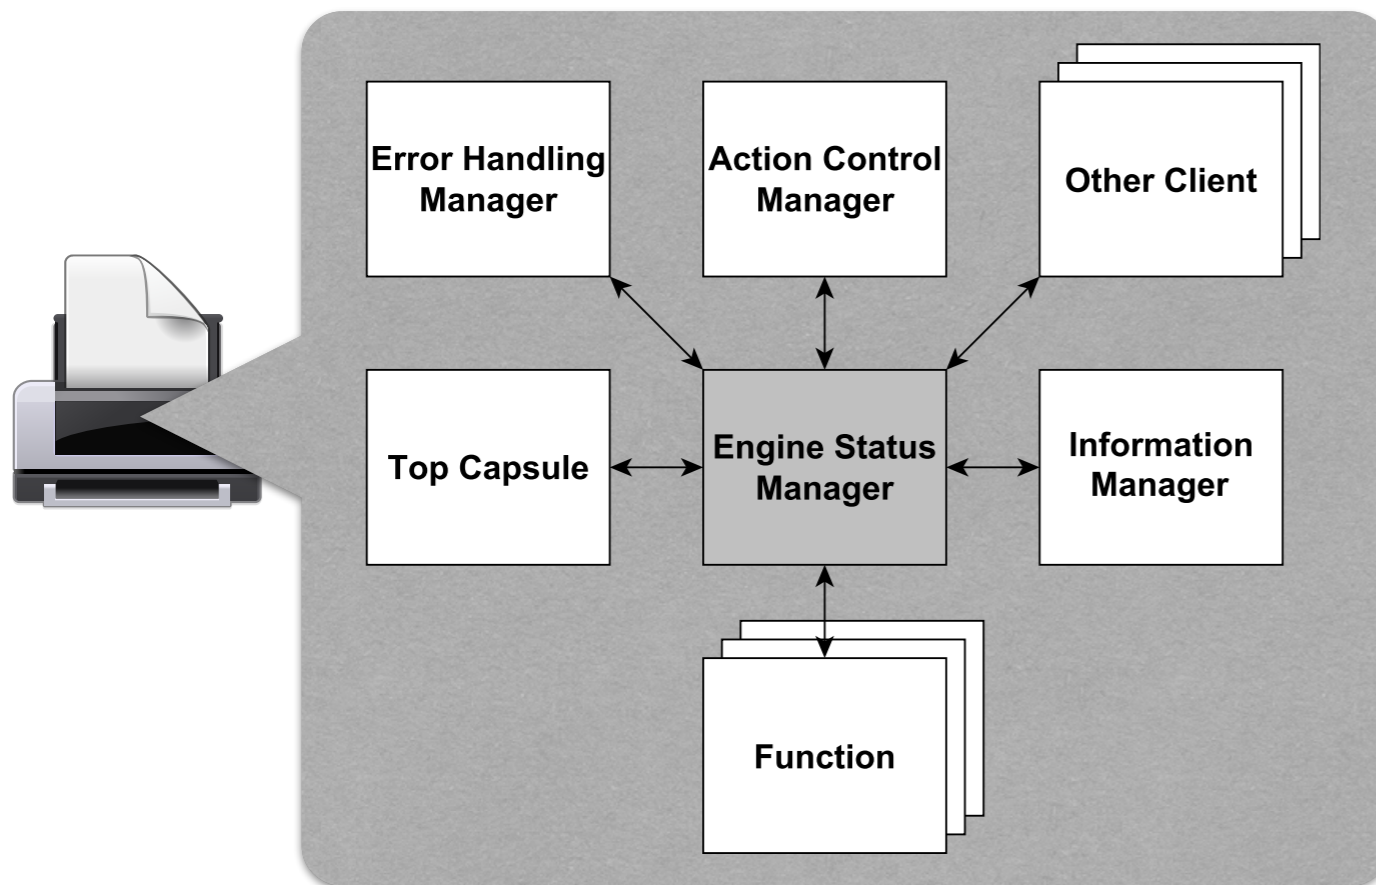 Error Handling
Manager
Action Control
Manager
Other Client
Top Capsule
Engine Status
Manager
Information
Manager
Function